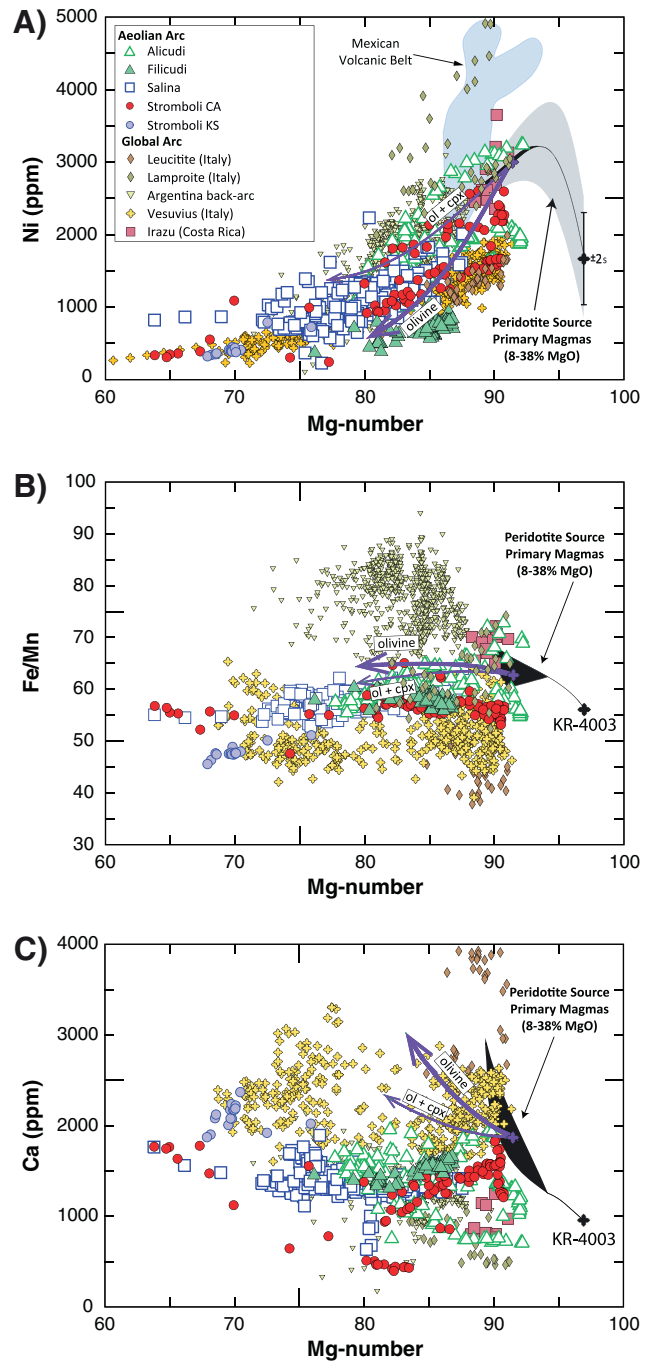 A)
5000
4000
3000
2000
1000
0
Ni (ppm)
Aeolian Arc
Alicudi
Filicudi
Salina
Stromboli CA
Stromboli KS
Global Arc
Leucitite (Italy)
Lamproite (Italy)
Argentina back-arc
Vesuvius (Italy)
Irazu (Costa Rica)
Mexican
Volcanic Belt
ol + cpx
olivine
±2s
Peridotite Source
Primary Magmas
(8-38% MgO)
60 70 80 90 100
Mg-number
B)
100
90
80
70
60
50
40
30
Fe/Mn
Peridotite Source
Primary Magmas
(8-38% MgO)
olivine
ol + cpx
KR-4003
60 70 80 90 100
Mg-number
C)
4000
3000
2000
1000
0
Ca (ppm)
Peridotite Source
Primary Magmas
(8-38% MgO)
olivine
ol + cpx
KR-4003
60 70 80 90 100
Mg-number